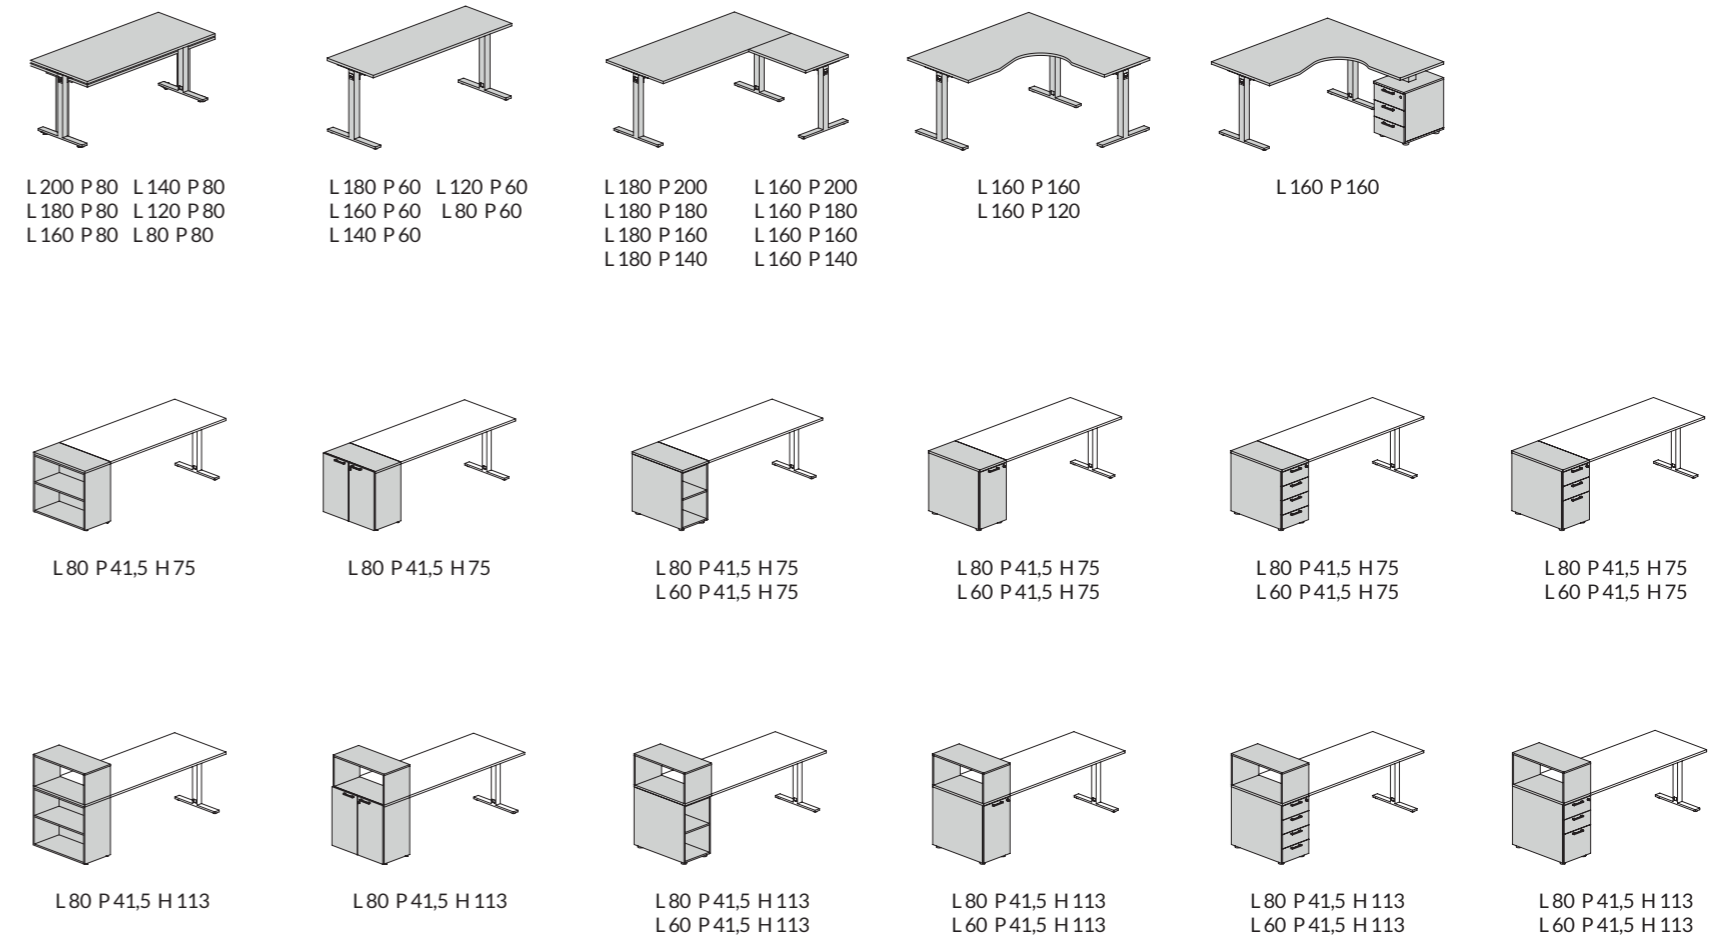 L 200 P 80 L 140 P 80
L 180 P 80 L 120 P 80
L 160 P 80 L 80 P 80
L 180 P 60 L 120 P 60
L 160 P 60 L 80 P 60
L 140 P 60
L 180 P 200 L 160 P 200
L 180 P 180 L 160 P 180
L 180 P 160 L 160 P 160
L 180 P 140 L 160 P 140
L 160 P 160
L 160 P 120
L 160 P 160
L 80 P 41,5 H 75
L 80 P 41,5 H 75
L 80 P 41,5 H 75
L 60 P 41,5 H 75
L 80 P 41,5 H 75
L 60 P 41,5 H 75
L 80 P 41,5 H 75
L 60 P 41,5 H 75
L 80 P 41,5 H 75
L 60 P 41,5 H 75
L 80 P 41,5 H 113
L 80 P 41,5 H 113
L 80 P 41,5 H 113
L 60 P 41,5 H 113
L 80 P 41,5 H 113
L 60 P 41,5 H 113
L 80 P 41,5 H 113
L 60 P 41,5 H 113
L 80 P 41,5 H 113
L 60 P 41,5 H 113